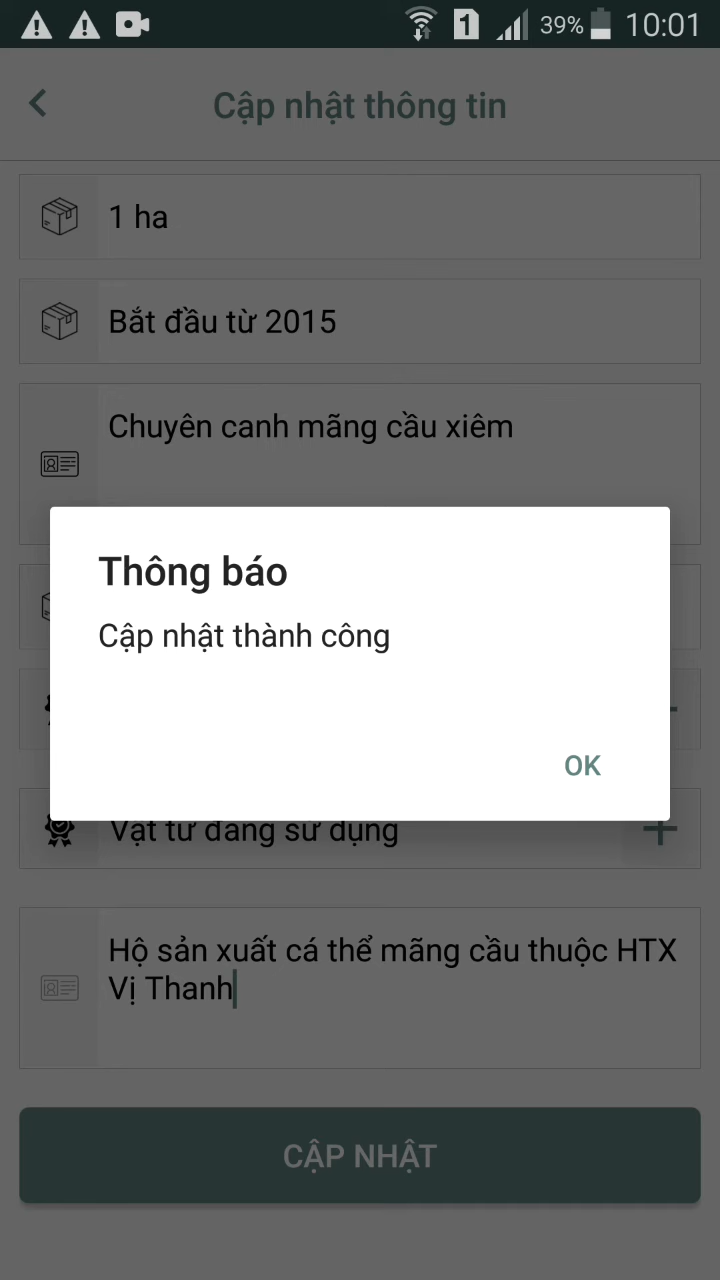 1 39% 10:01
Cập nhật thông tin
1 ha
Bắt đầu từ 2015
Chuyên canh mãng cầu xiêm
Thông báo
Cập nhật thành công
OK
Vật tư đang sử dụng
Hộ sản xuất cá thể mãng cầu thuộc HTX
Vị Thanh
CẬP NHẬT